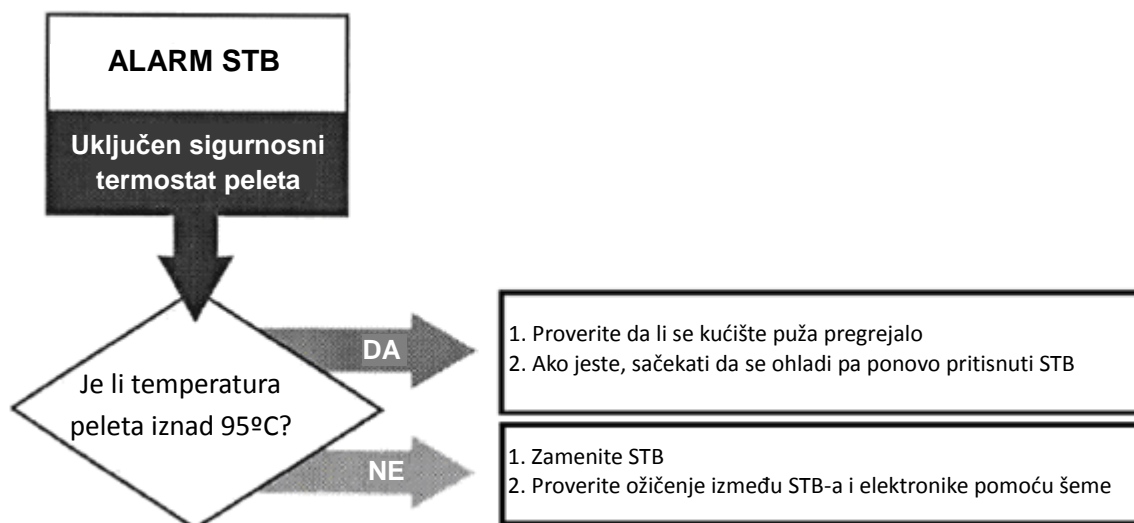 ALARM STB
Uključen sigurnosni
termostat peleta
Je li temperatura
peleta iznad 95ºC?
DA
1. Proverite da li se kućište puža pregrejalo
2. Ako jeste, sačekati da se ohladi pa ponovo pritisnuti STB
NE
1. Zamenite STB
2. Proverite ožičenje između STB-a i elektronike pomoću šeme